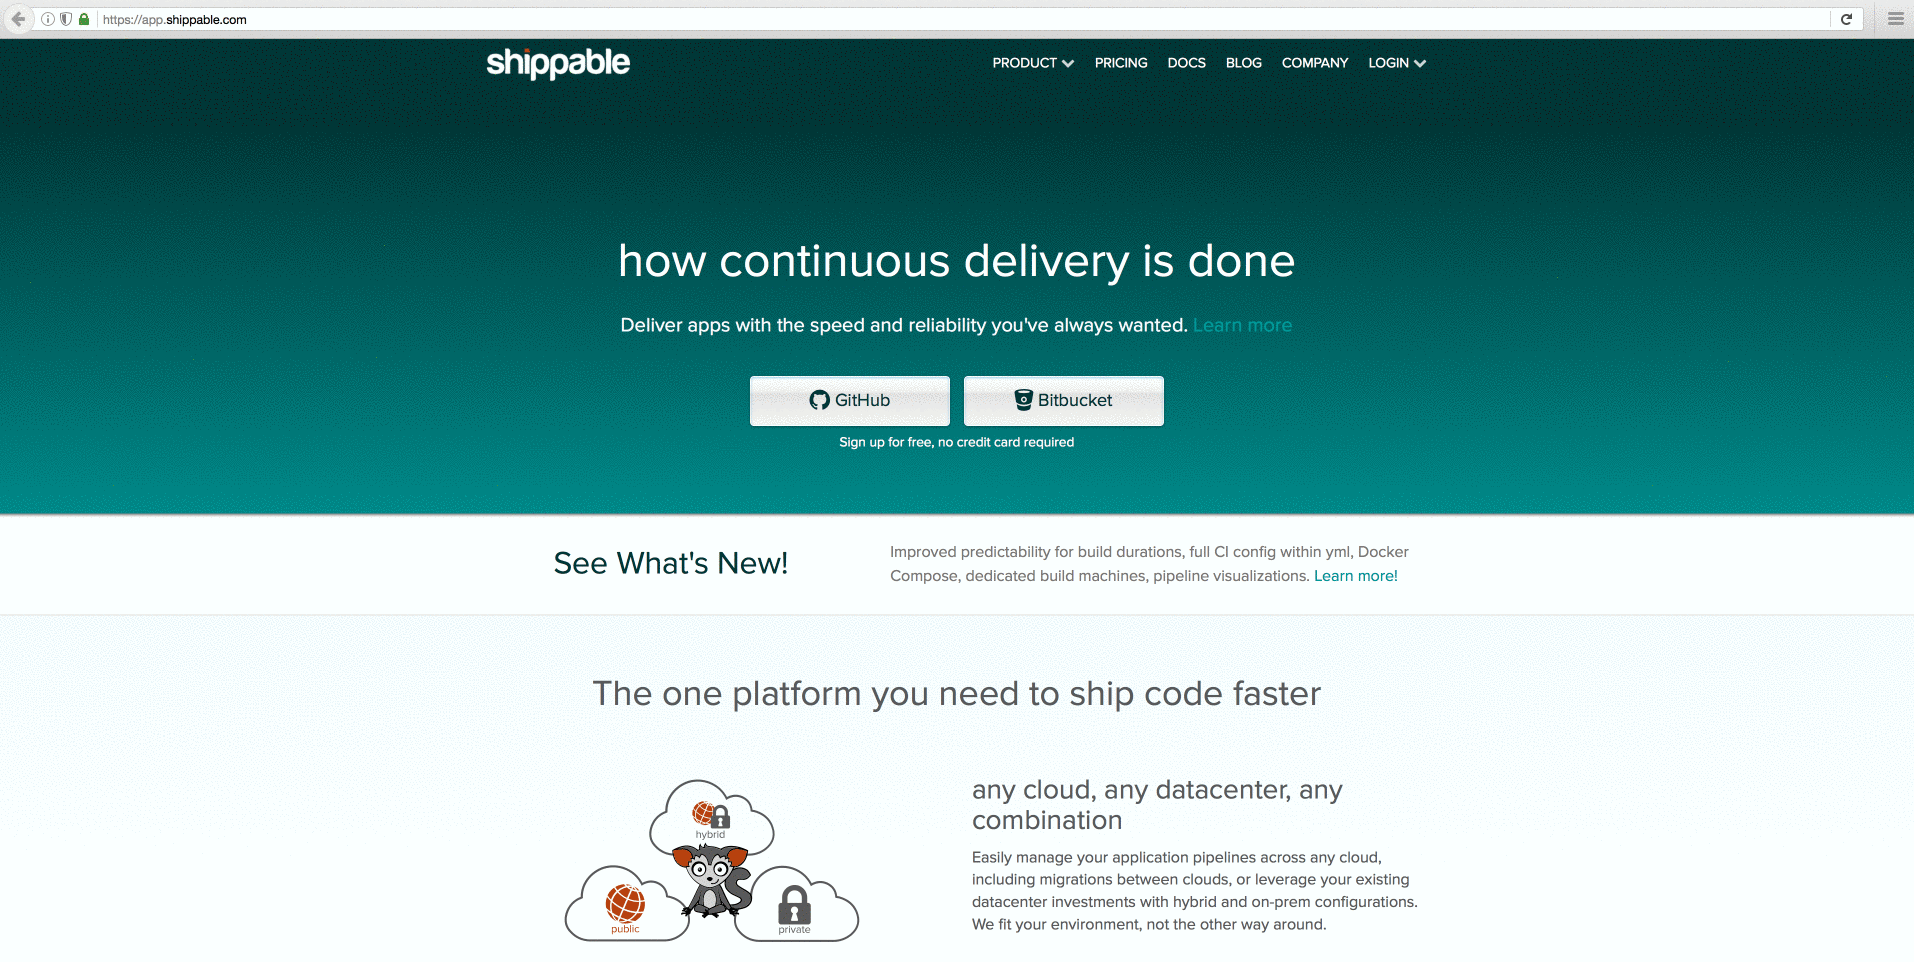 https://app.shippable.com
shippable
PRODUCT PRICING DOCS BLOG COMPANY LOGIN
how continuous delivery is done
Deliver apps with the speed and reliability you've always wanted. Learn more
GitHub Bitbucket
Sign up for free, no credit card required
See What's New!
Improved predictability for build durations, full CI config within yml, Docker
Compose, dedicated build machines, pipeline visualizations. Learn more!
The one platform you need to ship code faster
hybrid
public
private
any cloud, any datacenter, any
combination
Easily manage your application pipelines across any cloud,
including migrations between clouds, or leverage your existing
datacenter investments with hybrid and on-prem configurations.
We fit your environment, not the other way around.